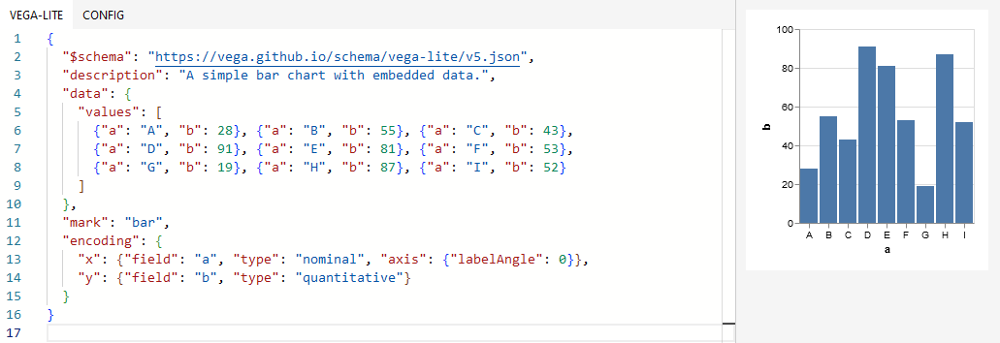 VEGA-LITE CONFIG
1 {
2 "$schema": "https://vega.github.io/schema/vega-lite/v5.json",
3 "description": "A simple bar chart with embedded data.",
4 "data": {
5 "values": [
6 {"a": "A", "b": 28}, {"a": "B", "b": 55}, {"a": "C", "b": 43},
7 {"a": "D", "b": 91}, {"a": "E", "b": 81}, {"a": "F", "b": 53},
8 {"a": "G", "b": 19}, {"a": "H", "b": 87}, {"a": "I", "b": 52}
9 ]
10 },
11 "mark": "bar",
12 "encoding": {
13 "x": {"field": "a", "type": "nominal", "axis": {"labelAngle": 0}},
14 "y": {"field": "b", "type": "quantitative"}
15 }
16 }
17
100
80
60
40
20
0
b
A B C D E F G H I
a